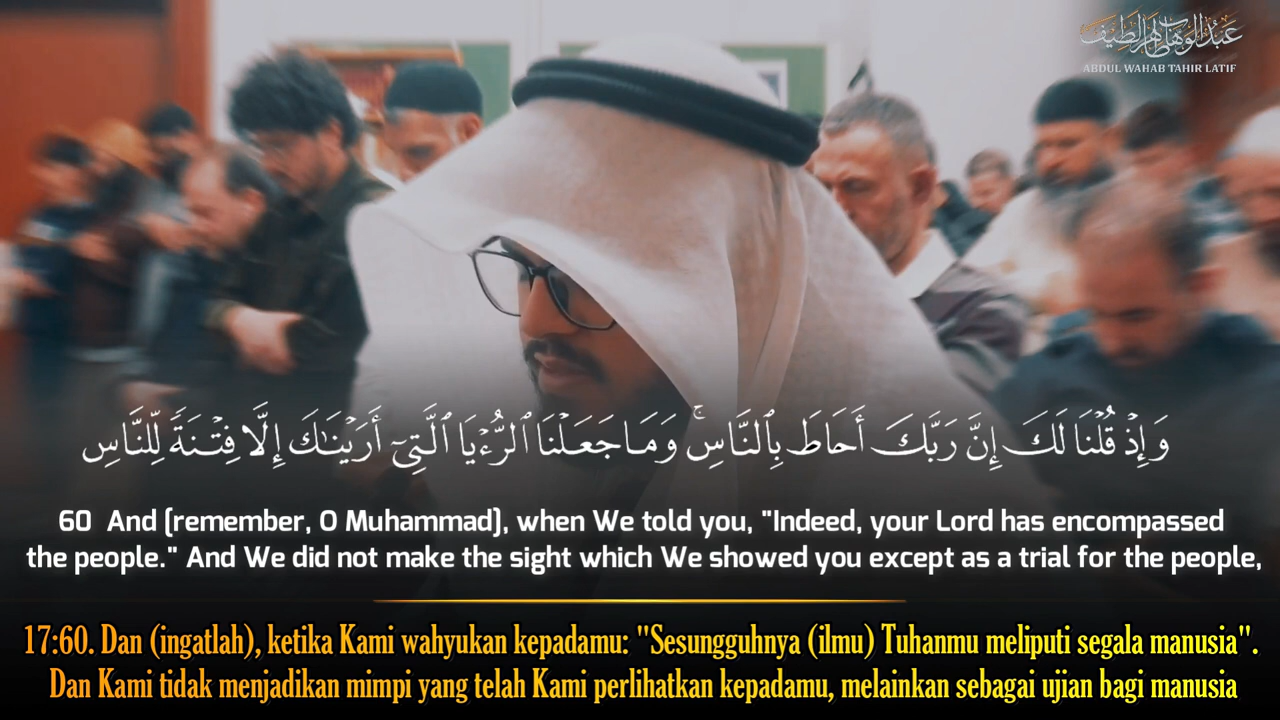 عبد الوهاب طاهر لطيف
ABDUL WAHAB TAHIR LATIF
وَإِذۡ قُلۡنَا لَكَ إِنَّ رَبَّكَ أَحَاطَ بِٱلنَّاسِۚ وَمَا جَعَلۡنَا ٱلرُّءۡيَا ٱلَّتِيٓ أَرَيۡنَٰكَ إِلَّا فِتۡنَةٗ لِّلنَّاسِ
60 And (remember, O Muhammad), when We told you, "Indeed, your Lord has encompassed
the people." And We did not make the sight which We showed you except as a trial for the people,
17:60. Dan (ingatlah), ketika Kami wahyukan kepadamu: "Sesungguhnya (ilmu) Tuhanmu meliputi segala manusia".
Dan Kami tidak menjadikan mimpi yang telah Kami perlihatkan kepadamu, melainkan sebagai ujian bagi manusia